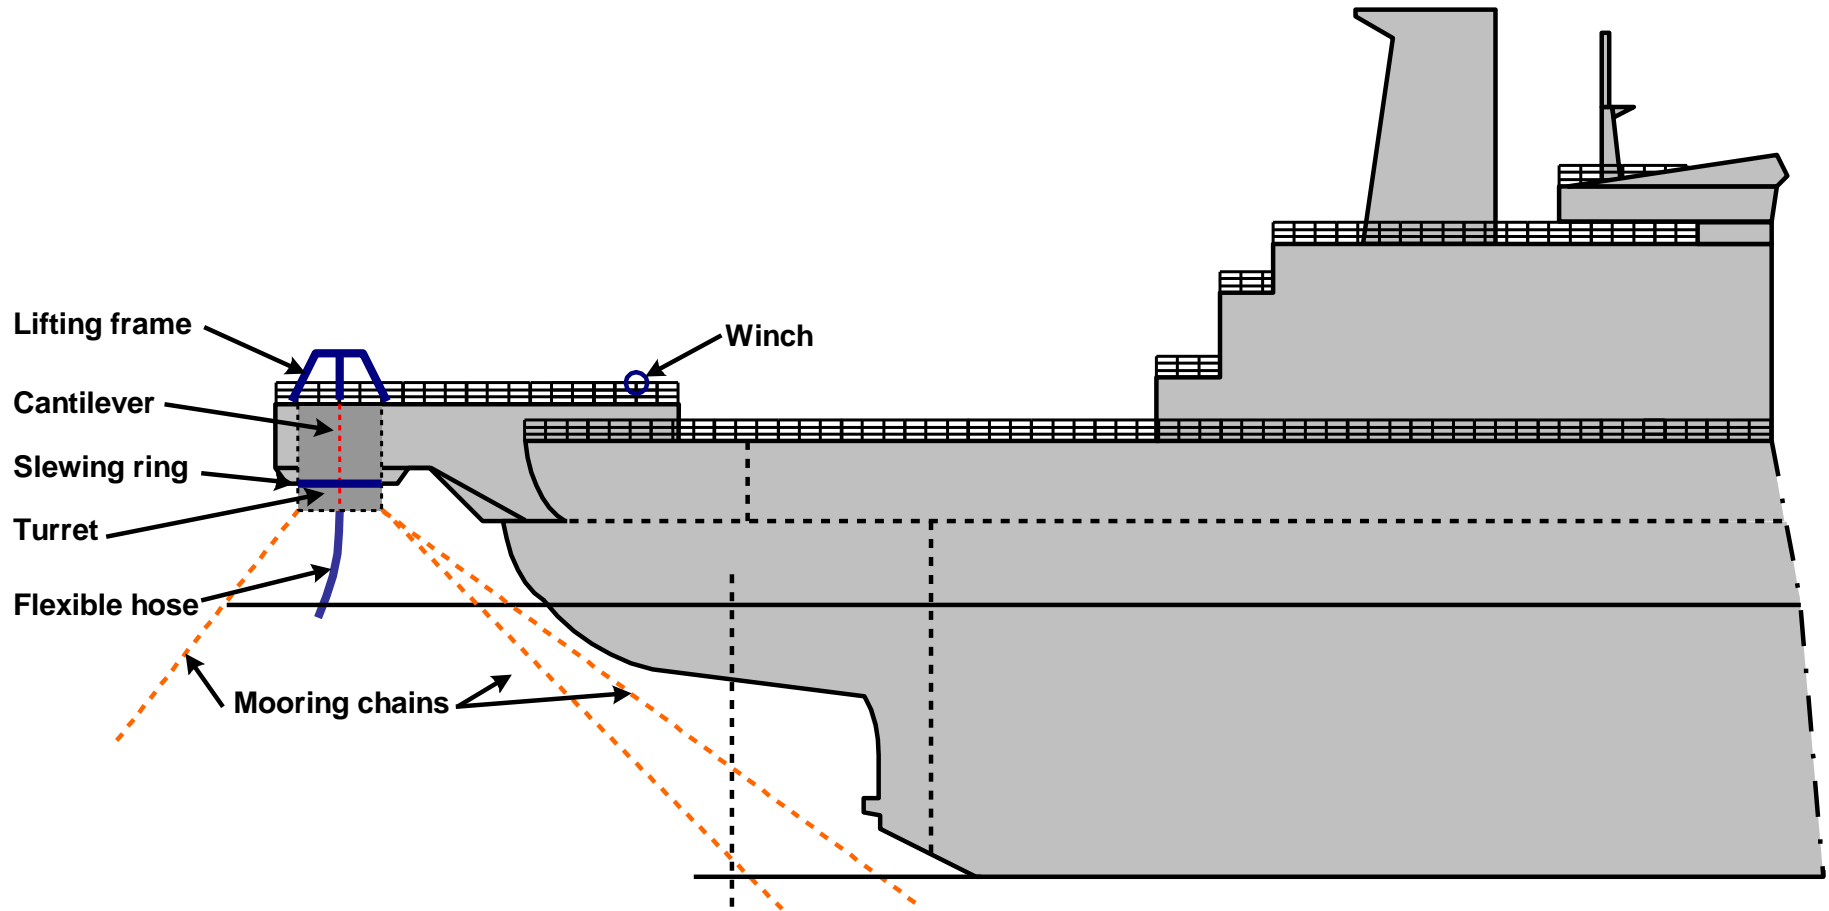 Lifting frame
Winch
Cantilever
Slewing ring
Turret
Flexible hose
Mooring chains